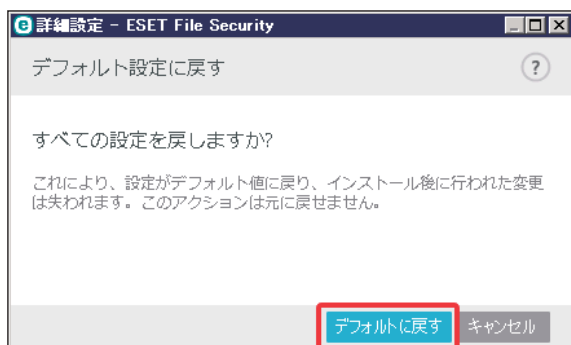 詳細設定 - ESET File Security
デフォルト設定に戻す
?
すべての設定を戻しますか?
これにより、設定がデフォルト値に戻り、インストール後に行われた変更
は失われます。このアクションは元に戻せません。
デフォルトに戻す キャンセル